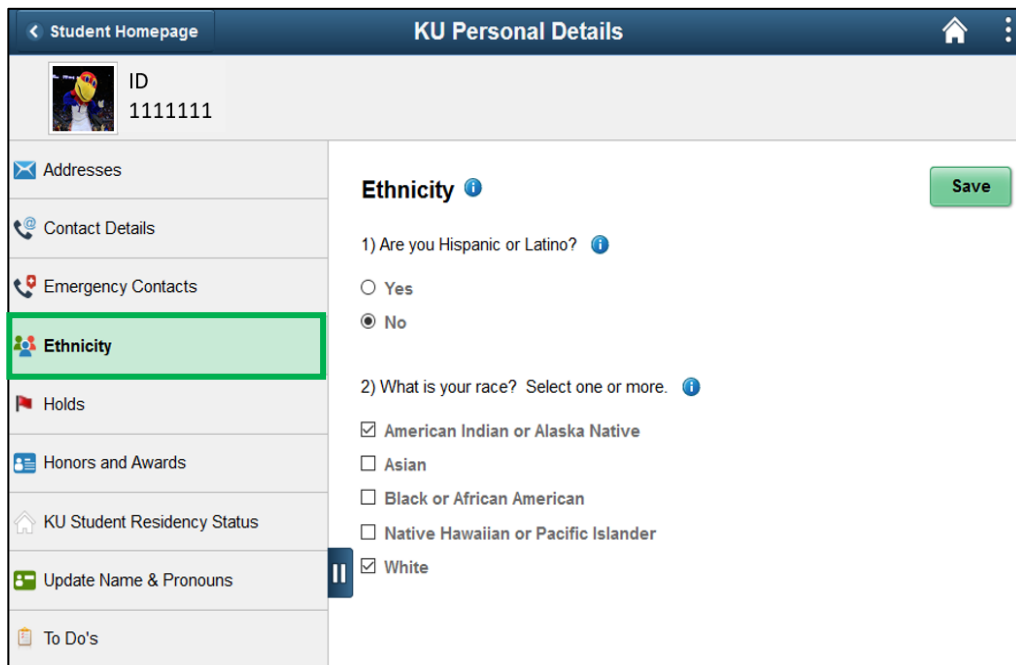 Student Homepage
KU Personal Details
ID
1111111
Addresses
Contact Details
Emergency Contacts
Ethnicity
Holds
Honors and Awards
KU Student Residency Status
Update Name & Pronouns
To Do's
Ethnicity
Save
1) Are you Hispanic or Latino?
Yes
No
2) What is your race? Select one or more.
American Indian or Alaska Native
Asian
Black or African American
Native Hawaiian or Pacific Islander
White